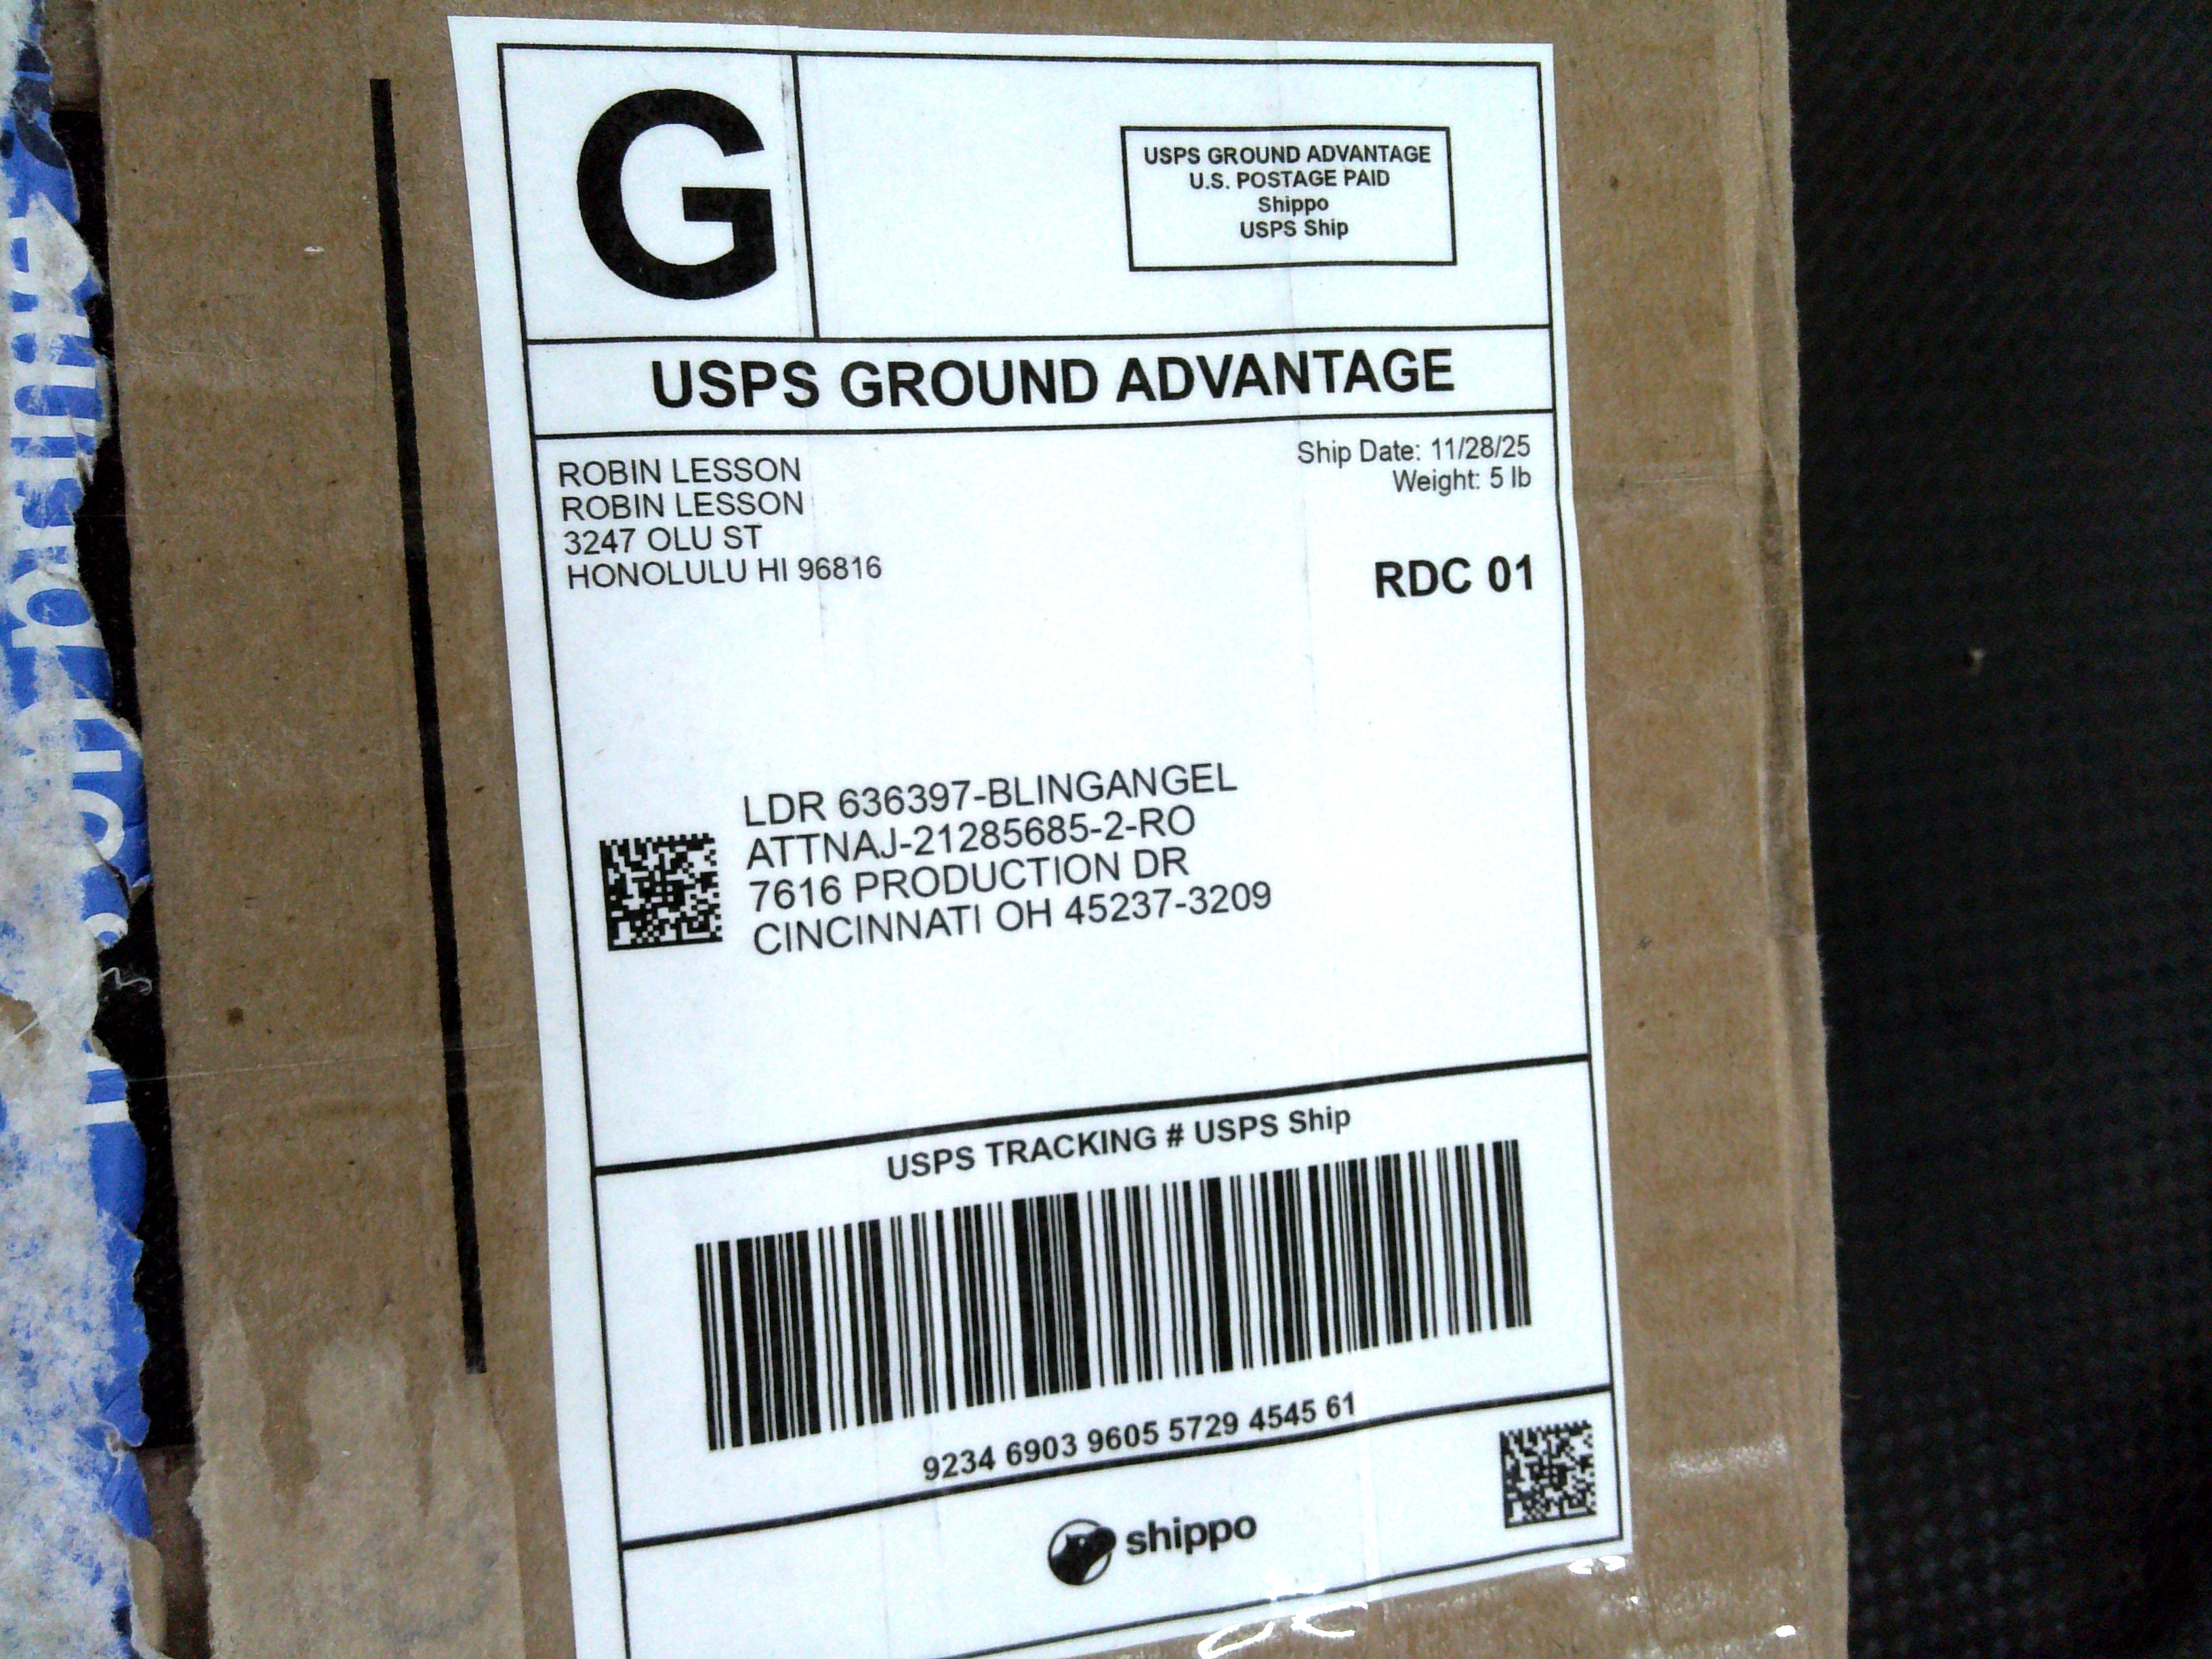 G
USPS GROUND ADVANTAGE
U.S. POSTAGE PAID
Shippo
USPS Ship
USPS GROUND ADVANTAGE
ROBIN LESSON
ROBIN LESSON
3247 OLU ST
HONOLULU HI 96816
Ship Date: 11/28/25
Weight: 5 lb
RDC 01
LDR 636397-BLINGANGEL
ATTNAJ-21285685-2-RO
7616 PRODUCTION DR
CINCINNATI OH 45237-3209
USPS TRACKING # USPS Ship
9234 6903 9605 5729 4545 61
shippo